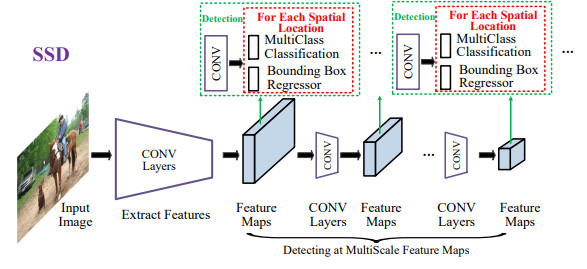 SSD
Detection
For Each Spatial
Location
CONV
MultiClass
Classification
Bounding Box
Regressor
...
Detection
For Each Spatial
Location
CONV
MultiClass
Classification
Bounding Box
Regressor
...
CONV
Layers
CONV
...
CONV
Input
Image
Extract Features
Feature
Maps
CONV
Layers
Feature
Maps
CONV
Layers
Feature
Maps
Detecting at MultiScale Feature Maps